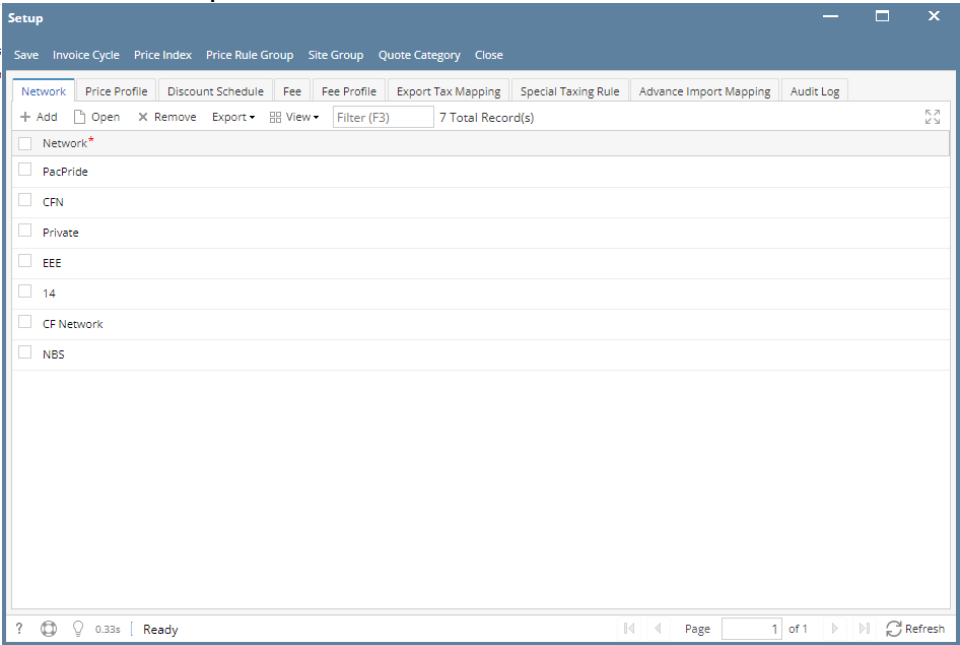 Setup
Save Invoice Cycle Price Index Price Rule Group Site Group Quote Category Close
Network Price Profile Discount Schedule Fee Fee Profile Export Tax Mapping Special Taxing Rule Advance Import Mapping Audit Log
+ Add Open X Remove Export View Filter (F3) 7 Total Record(s)
Network*
PacPride
CFN
Private
EEE
14
CF Network
NBS
? 0.33s Ready Page 1 of 1 Refresh